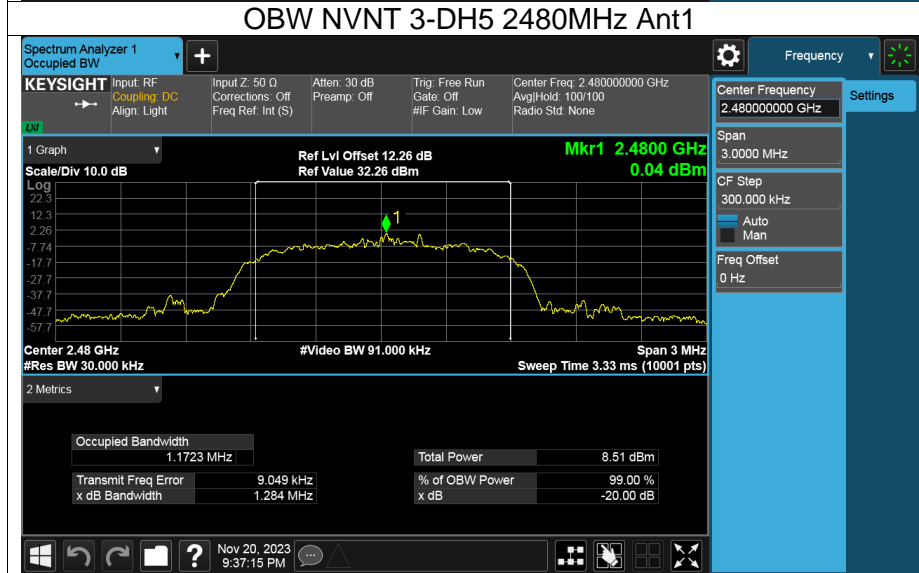 OBW NVNT 3-DH5 2480MHz Ant1
Spectrum Analyzer 1
Occupied BW
+
Frequency
KEYSIGHT
LXI
Input: RF
Coupling: DC
Align: Light
Input Z: 50 Ω
Corrections: Off
Freq Ref: Int (S)
Atten: 30 dB
Preamp: Off
Trig: Free Run
Gate: Off
#IF Gain: Low
Center Freq: 2.480000000 GHz
Avg|Hold: 100/100
Radio Std: None
Center Frequency
2.480000000 GHz
Settings
Span
3.0000 MHz
CF Step
300.000 kHz
Auto
Man
Freq Offset
0 Hz
1 Graph
Scale/Div 10.0 dB
Ref Lvl Offset 12.26 dB
Ref Value 32.26 dBm
Mkr1 2.4800 GHz
0.04 dBm
Log
22.3
12.3
2.26
-7.74
-17.7
-27.7
-37.7
-47.7
-57.7
1
Center 2.48 GHz
#Res BW 30.000 kHz
#Video BW 91.000 kHz
Span 3 MHz
Sweep Time 3.33 ms (10001 pts)
2 Metrics
Occupied Bandwidth
1.1723 MHz
Total Power 8.51 dBm
Transmit Freq Error 9.049 kHz
% of OBW Power 99.00 %
x dB Bandwidth 1.284 MHz
x dB -20.00 dB
?
Nov 20, 2023
9:37:15 PM